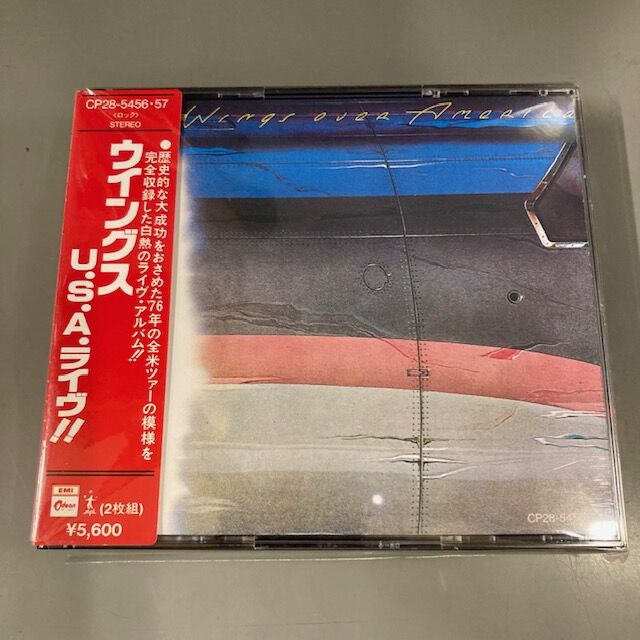 CP28-5456・57
〈ロック〉
STEREO
ウイングス
U.S.A.ライヴ!!
●歴史的な大成功をおさめた'76年の全米ツァーの模様を
完全収録した白熱のライヴ・アルバム!!
EMI
Odeon
(2枚組)
¥5,600
Wings over America
CP28-54